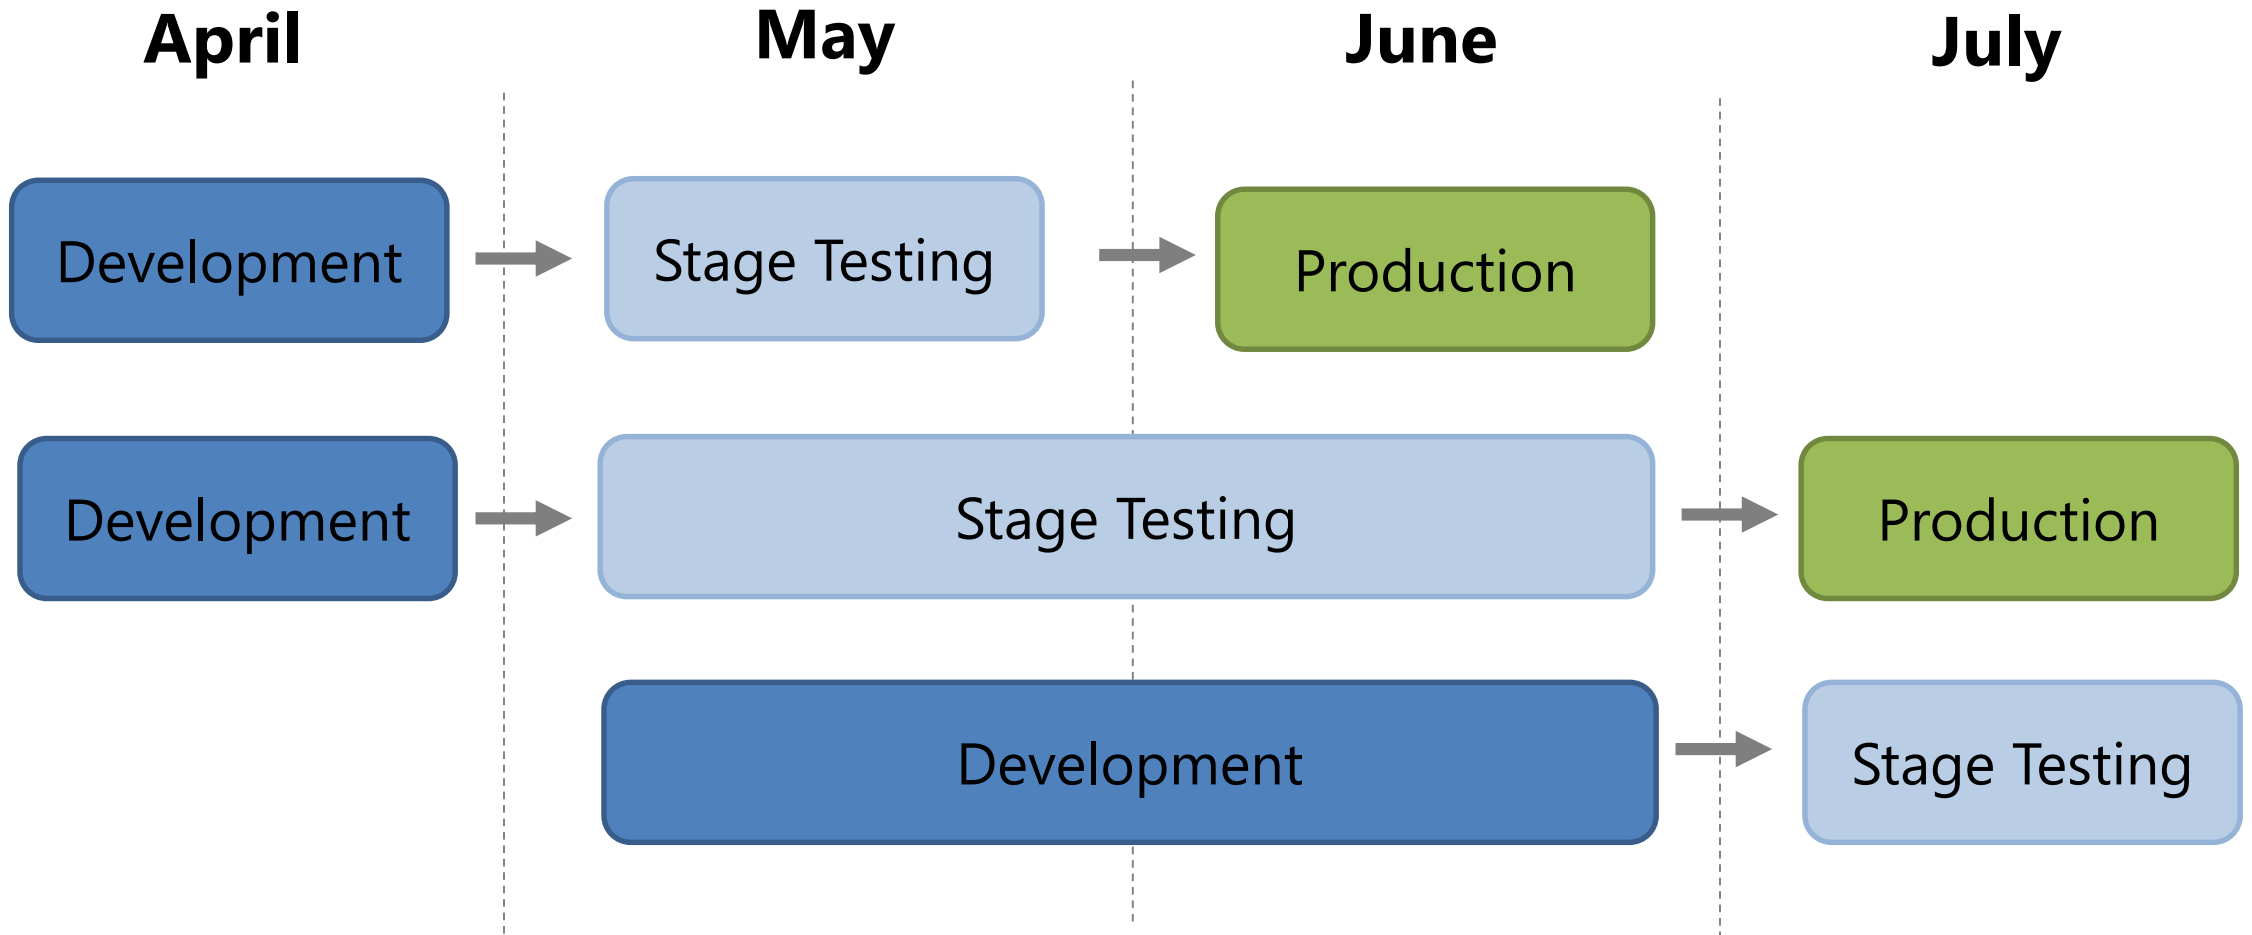 April
May
June
July
Development
Stage Testing
Production
Development
Stage Testing
Production
Development
Stage Testing